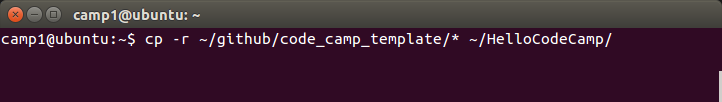 camp1@ubuntu: ~
camp1@ubuntu:~$ cp -r ~/github/code_camp_template/* ~/HelloCodeCamp/